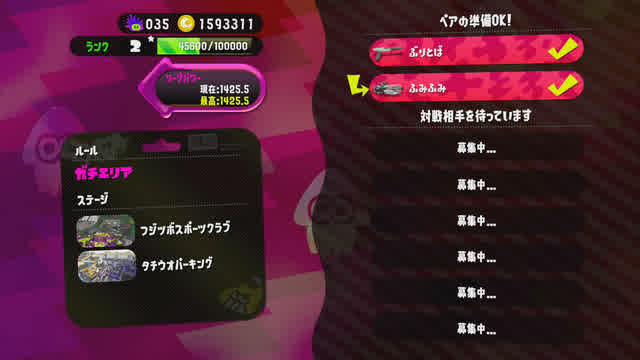 035 1593311
ランク 2 45800/100000
リーグパワー
現在:1425.5
最高:1425.5
ルール
ガチエリア
ステージ
フジツボスポーツクラブ
タチウオパーキング
ペアの準備OK!
ぷりとば
ふみふみ
対戦相手を待っています
募集中...
募集中...
募集中...
募集中...
募集中...
募集中...